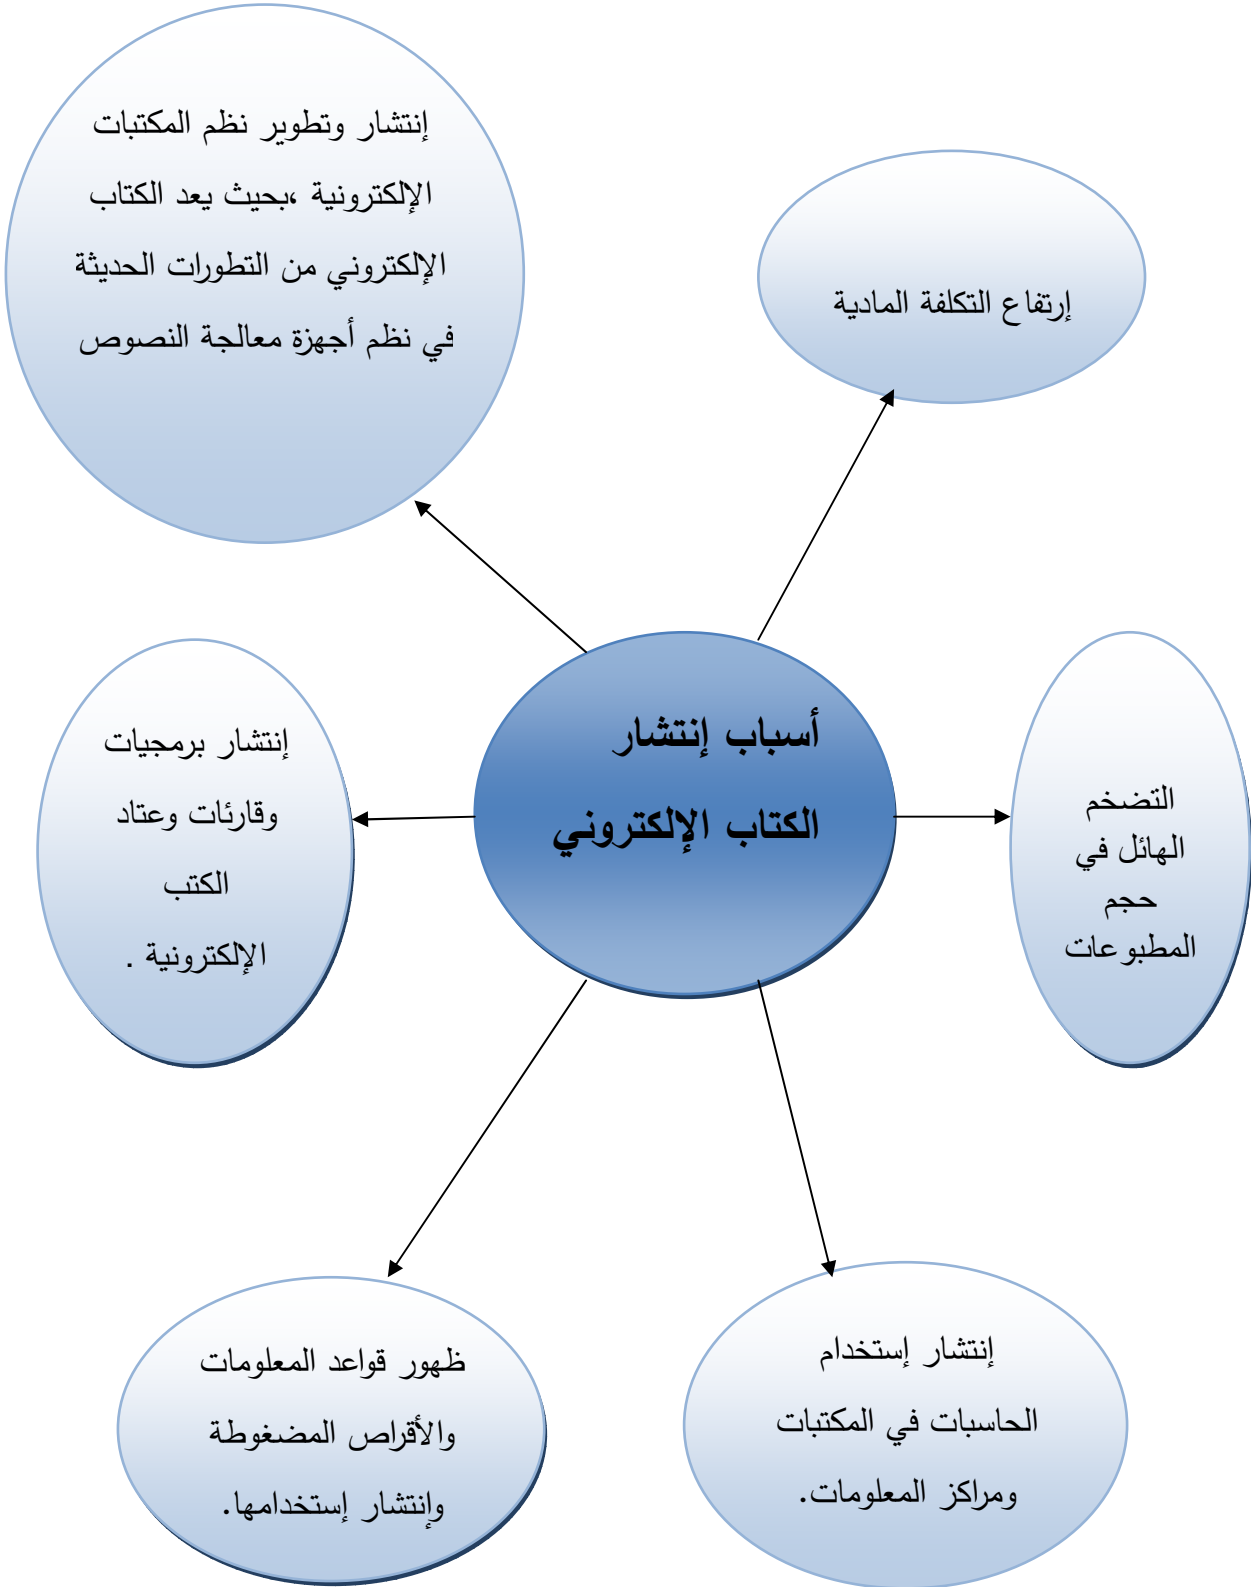 إنتشار وتطوير نظم المكتبات
الإلكترونية ،بحيث يعد الكتاب
الإلكتروني من التطورات الحديثة
في نظم أجهزة معالجة النصوص
إرتفاع التكلفة المادية
أسباب إنتشار
الكتاب الإلكتروني
التضخم
الهائل في
حجم
المطبوعات
إنتشار برمجيات
وقارئات وعتاد
الكتب
الإلكترونية .
إنتشار إستخدام
الحاسبات في المكتبات
ومراكز المعلومات.
ظهور قواعد المعلومات
والأقراص المضغوطة
وإنتشار إستخدامها.